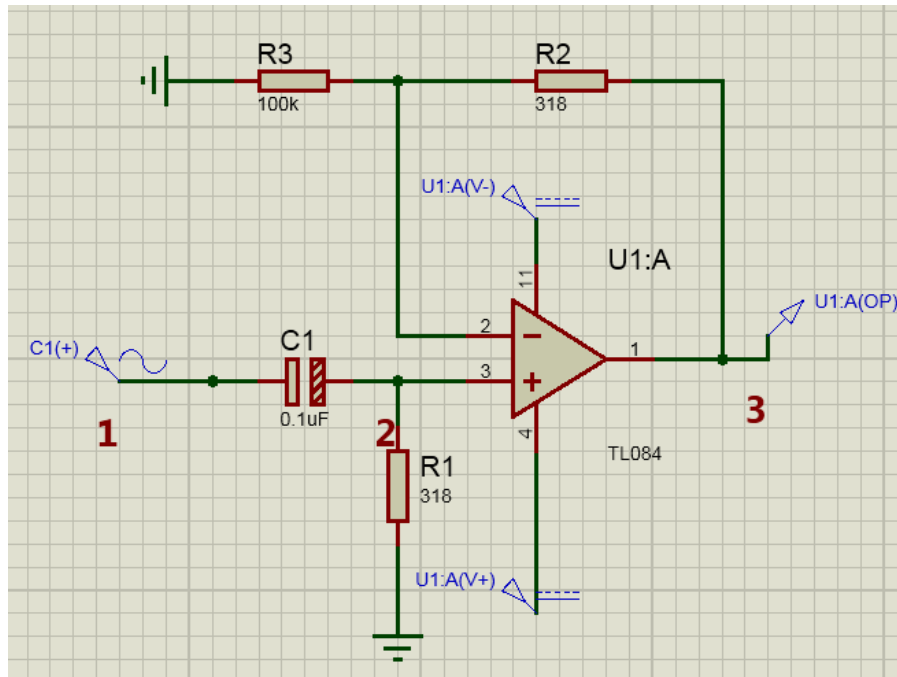 R3
R2
100k
318
U1:A(V-)
U1:A
11
U1:A(OP)
2
1
C1(+)
C1
3
0.1uF
1
2
4
3
TL084
R1
318
U1:A(V+)